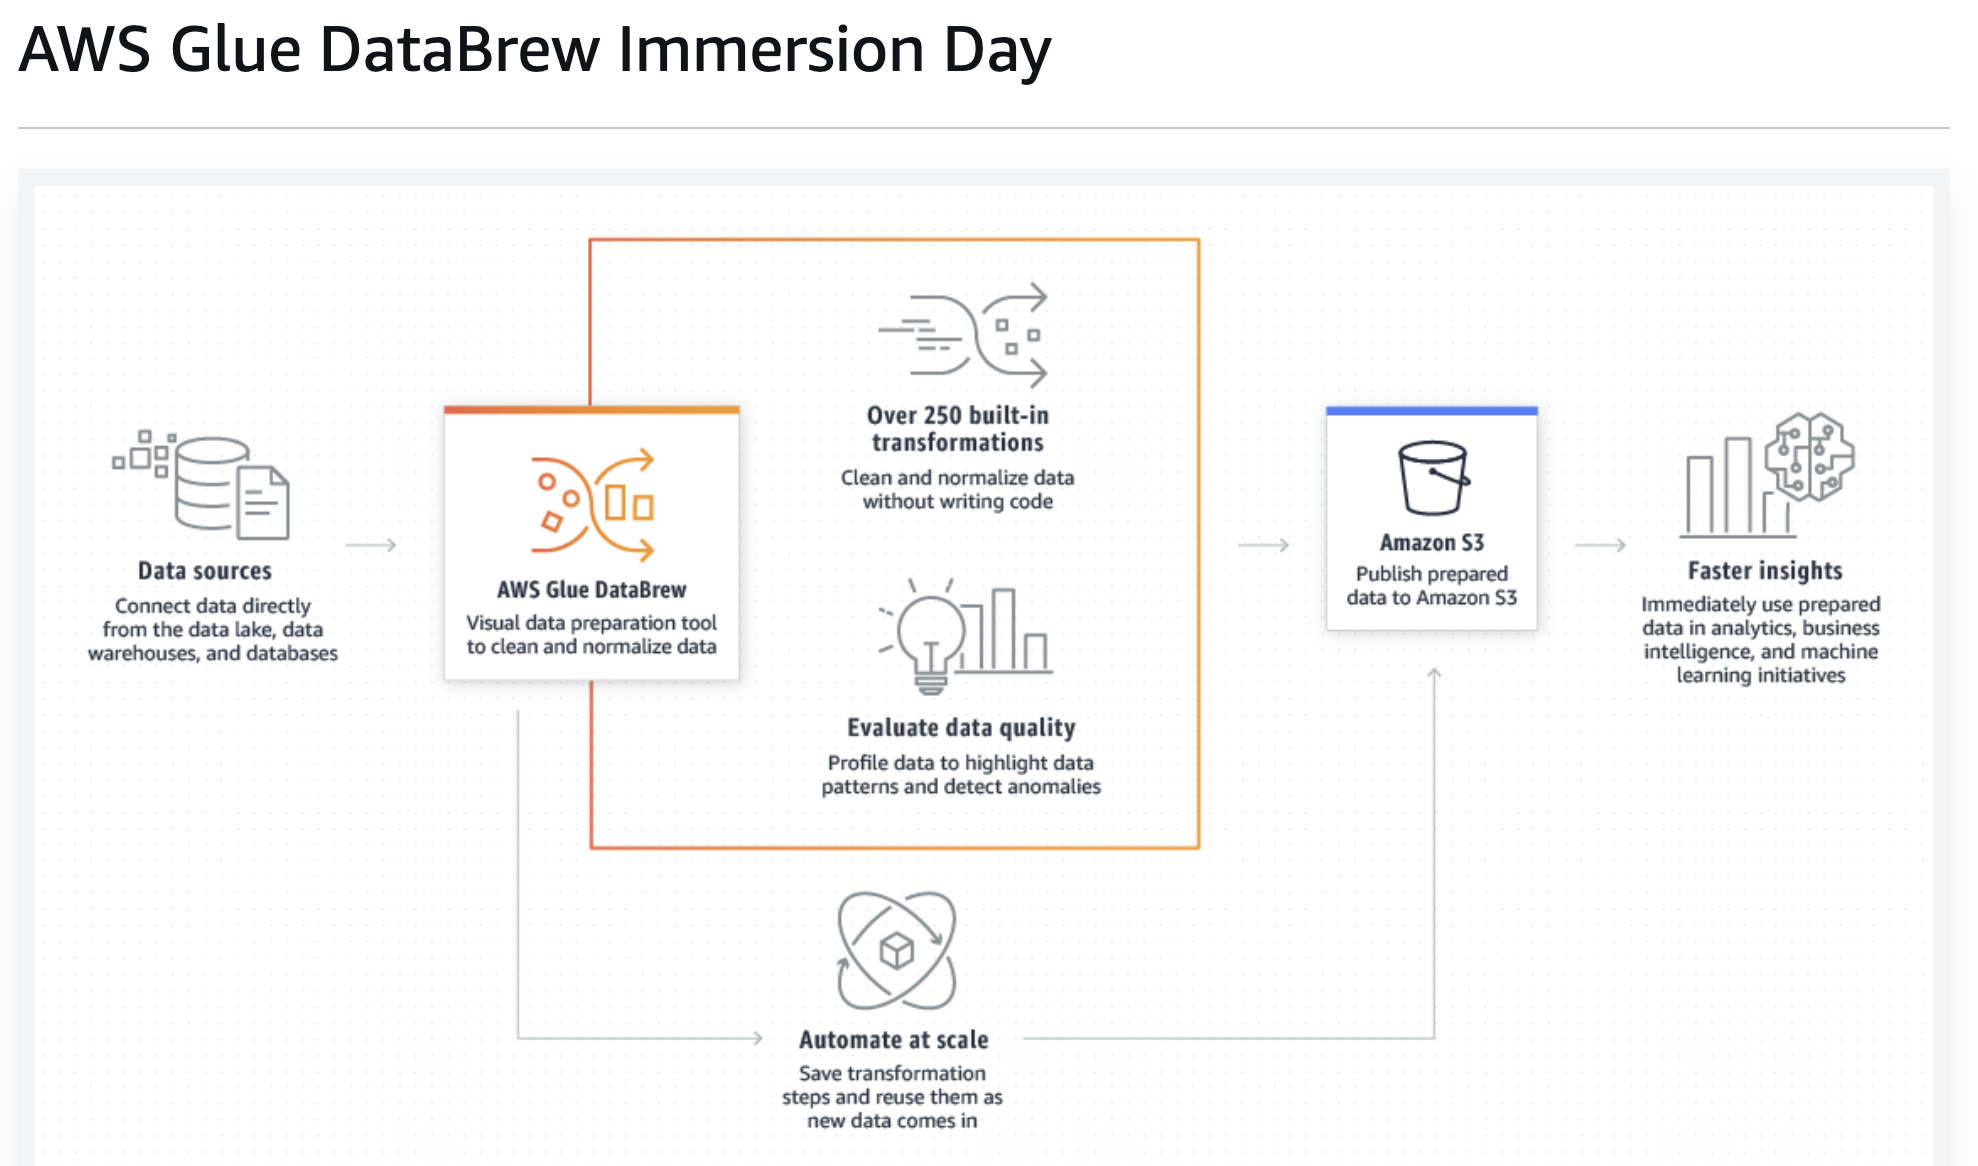 AWS Glue DataBrew Immersion Day
Data sources
Connect data directly
from the data lake, data
warehouses, and databases
AWS Glue DataBrew
Visual data preparation tool
to clean and normalize data
Over 250 built-in
transformations
Clean and normalize data
without writing code
Evaluate data quality
Profile data to highlight data
patterns and detect anomalies
Automate at scale
Save transformation
steps and reuse them as
new data comes in
Amazon S3
Publish prepared
data to Amazon S3
Faster insights
Immediately use prepared
data in analytics, business
intelligence, and machine
learning initiatives